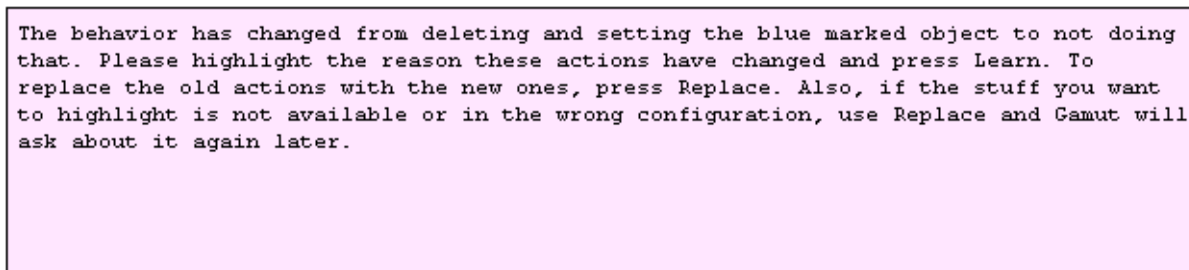 The behavior has changed from deleting and setting the blue marked object to not doing
that. Please highlight the reason these actions have changed and press Learn. To
replace the old actions with the new ones, press Replace. Also, if the stuff you want
to highlight is not available or in the wrong configuration, use Replace and Gamut will
ask about it again later.